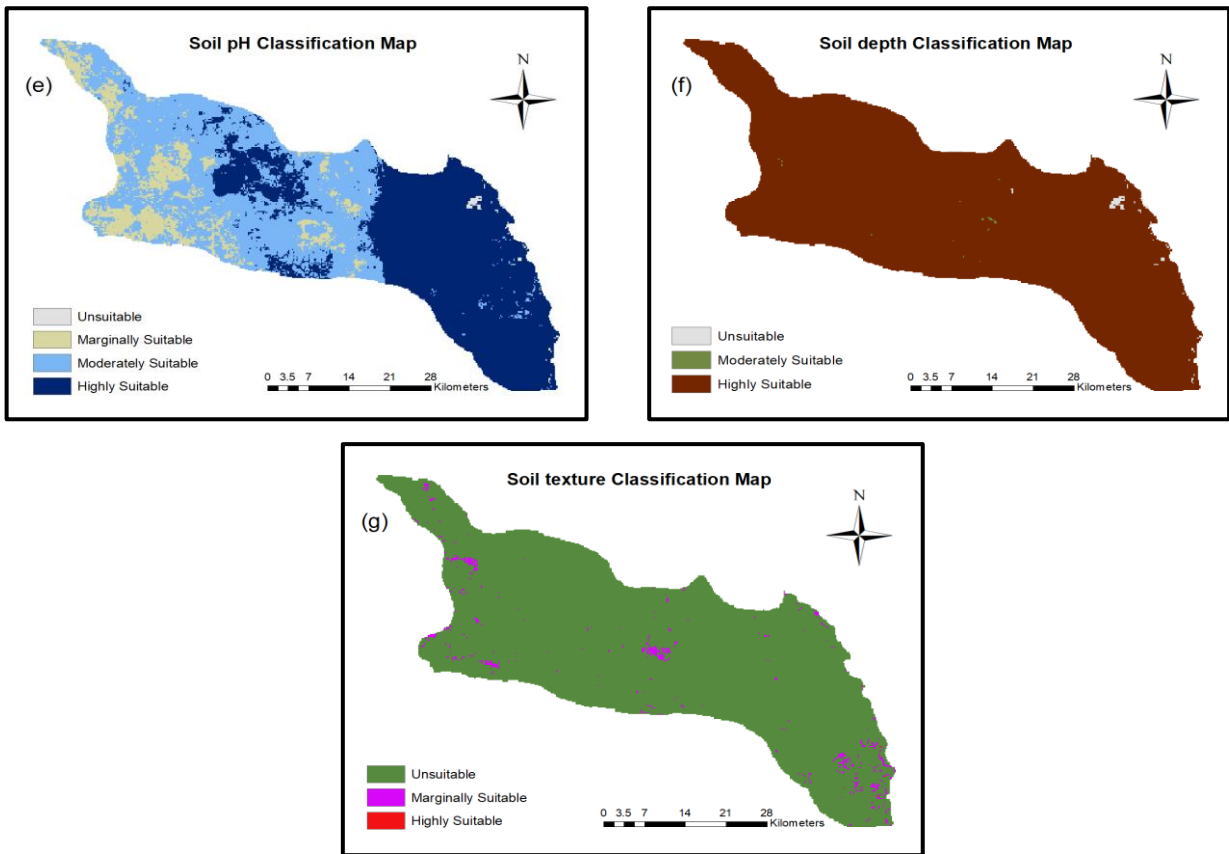 Soil pH Classification Map
N
(e)
Unsuitable
Marginally Suitable
Moderately Suitable
Highly Suitable
0 3.5 7 14 21 28
Kilometers
Soil depth Classification Map
N
(f)
Unsuitable
Moderately Suitable
Highly Suitable
0 3.5 7 14 21 28
Kilometers
Soil texture Classification Map
N
(g)
Unsuitable
Marginally Suitable
Highly Suitable
0 3.5 7 14 21 28
Kilometers